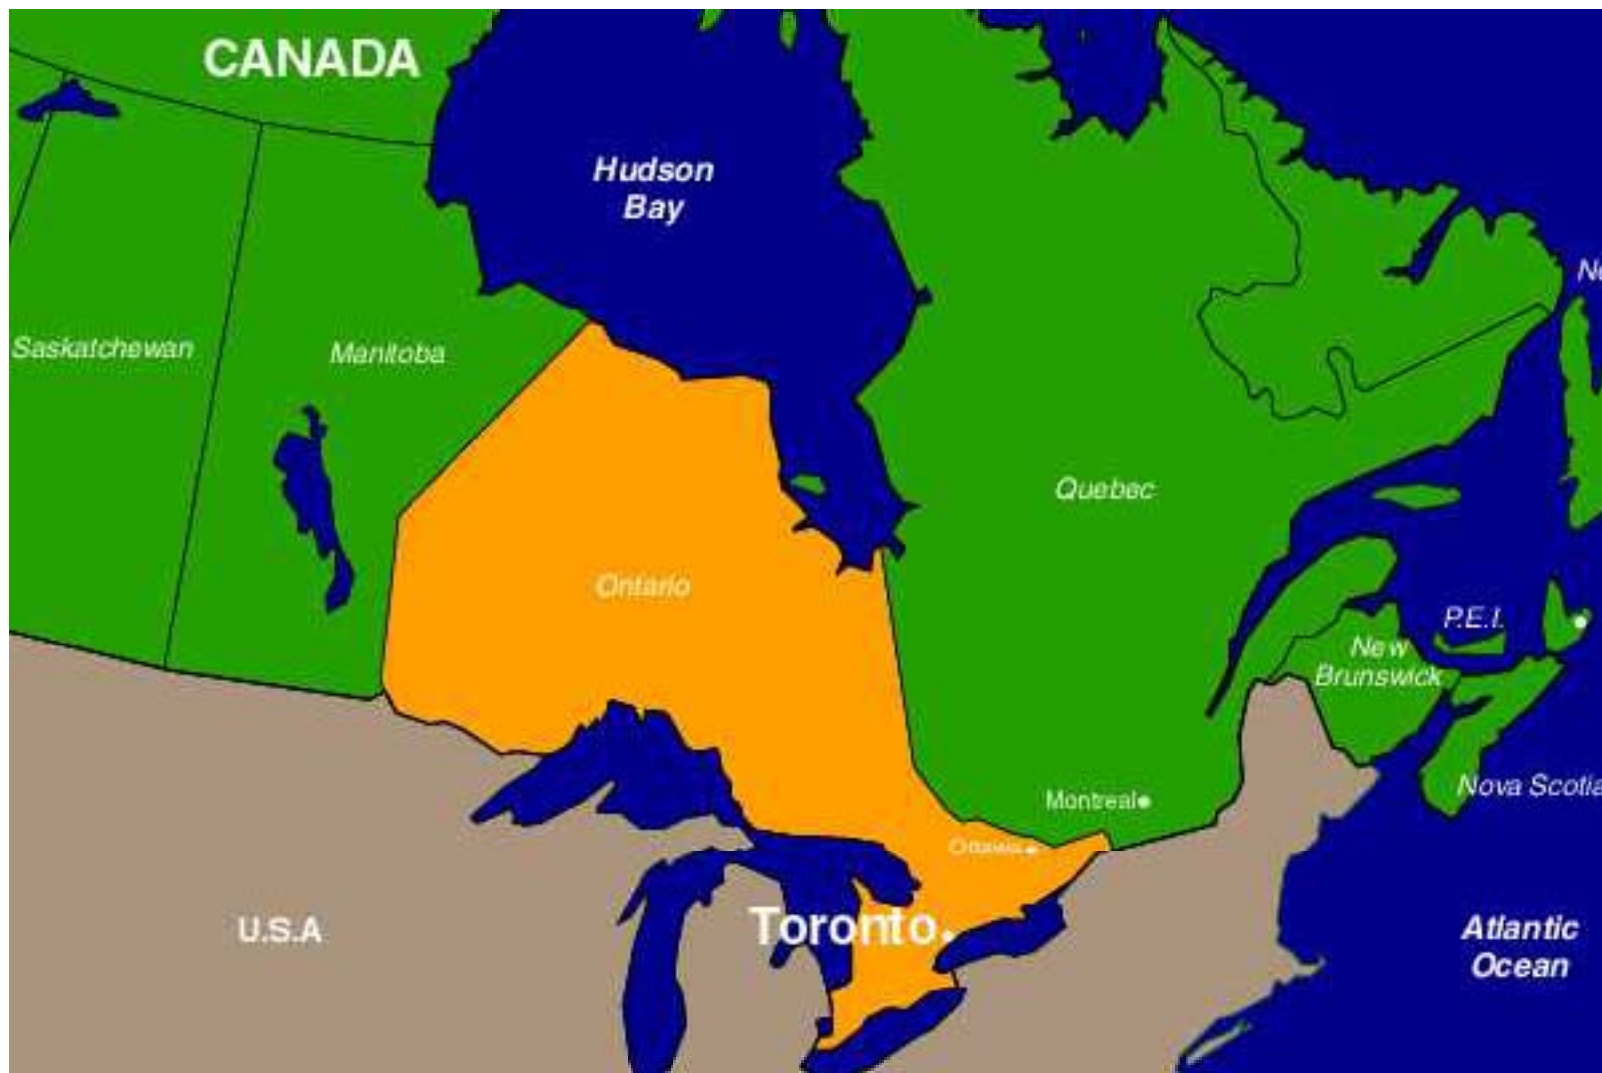 CANADA
Hudson
Bay
Saskatchewan
Manitoba
Quebec
Ontario
P.E.I.
New
Brunswick
Nova Scotia
Montreal
Ottawa
Toronto
U.S.A
Atlantic
Ocean